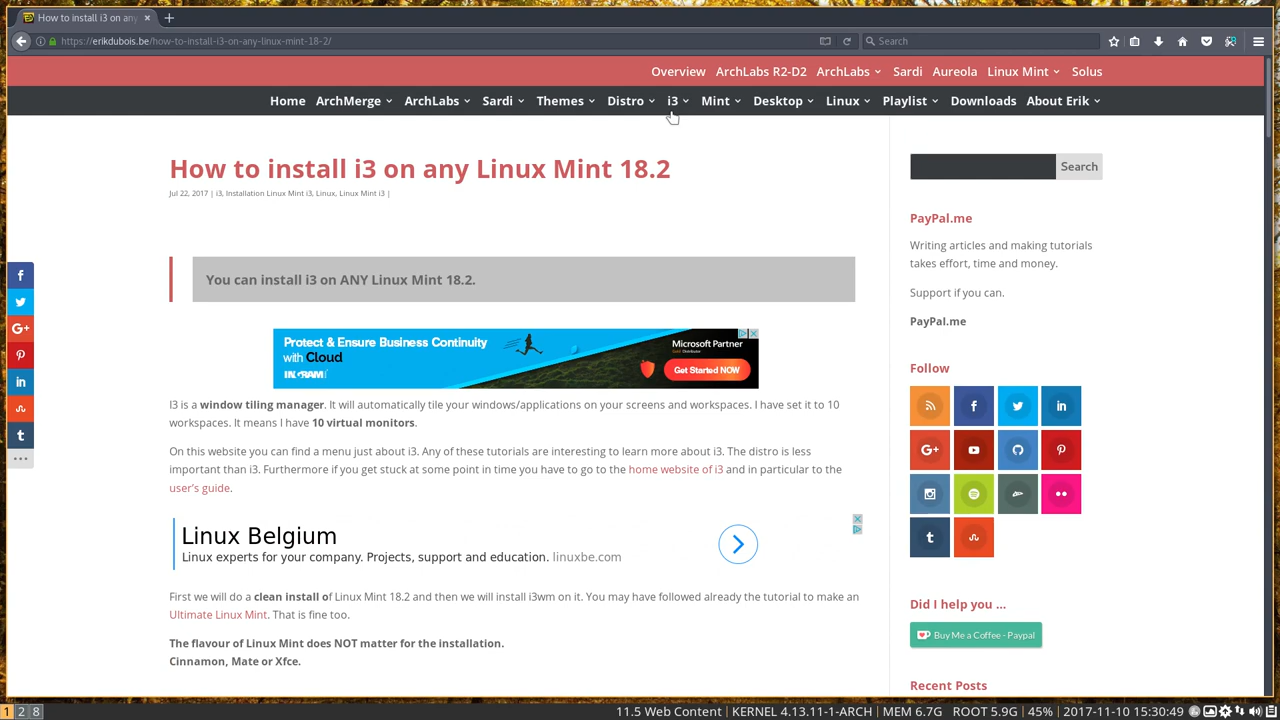 How to install i3 on any
https://erikdubois.be/how-to-install-i3-on-any-linux-mint-18-2/
Search
Overview ArchLabs R2-D2 ArchLabs Sardi Aureola Linux Mint Solus
Home ArchMerge ArchLabs Sardi Themes Distro i3 Mint Desktop Linux Playlist Downloads About Erik
How to install i3 on any Linux Mint 18.2
Jul 22, 2017 | i3, Installation Linux Mint i3, Linux, Linux Mint i3 |
You can install i3 on ANY Linux Mint 18.2.
Protect & Ensure Business Continuity
with Cloud
INGRAM
Microsoft Partner
Get Started NOW
I3 is a window tiling manager. It will automatically tile your windows/applications on your screens and workspaces. I have set it to 10
workspaces. It means I have 10 virtual monitors.
On this website you can find a menu just about i3. Any of these tutorials are interesting to learn more about i3. The distro is less
important than i3. Furthermore if you get stuck at some point in time you have to go to the home website of i3 and in particular to the
user's guide.
Linux Belgium
Linux experts for your company. Projects, support and education. linuxbe.com
First we will do a clean install of Linux Mint 18.2 and then we will install i3wm on it. You may have followed already the tutorial to make an
Ultimate Linux Mint. That is fine too.
The flavour of Linux Mint does NOT matter for the installation.
Cinnamon, Mate or Xfce.
Search
PayPal.me
Writing articles and making tutorials
takes effort, time and money.
Support if you can.
PayPal.me
Follow
Did I help you ...
Buy Me a Coffee - Paypal
Recent Posts
1 2 8
11.5 Web Content | KERNEL 4.13.11-1-ARCH | MEM 6.7G | ROOT 5.9G | 45% | 2017-11-10 15:30:49